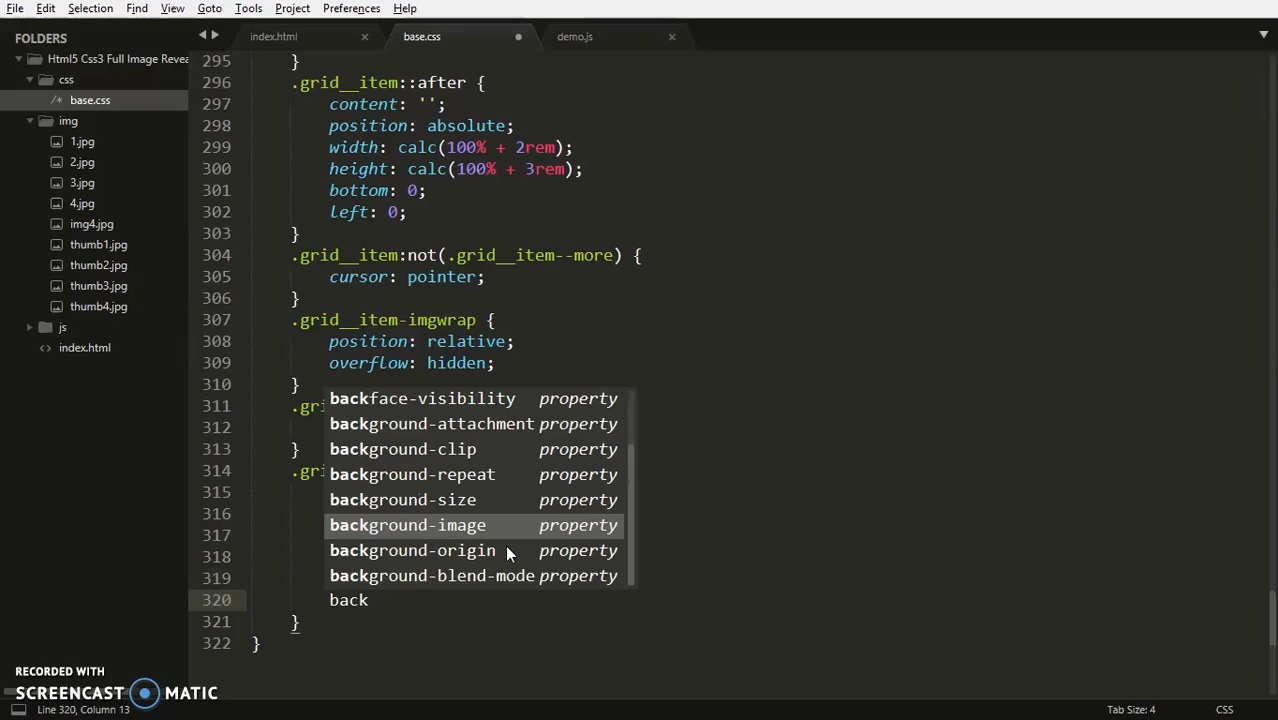 File Edit Selection Find View Goto Tools Project Preferences Help
FOLDERS
Html5 Css3 Full Image Revea
css
/* base.css
img
1.jpg
2.jpg
3.jpg
4.jpg
img4.jpg
thumb1.jpg
thumb2.jpg
thumb3.jpg
thumb4.jpg
js
<> index.html
index.html base.css demo.js
295 }
296 .grid__item::after {
297 content: '';
298 position: absolute;
299 width: calc(100% + 2rem);
300 height: calc(100% + 3rem);
301 bottom: 0;
302 left: 0;
303 }
304 .grid__item:not(.grid__item--more) {
305 cursor: pointer;
306 }
307 .grid__item-imgwrap {
308 position: relative;
309 overflow: hidden;
310 }
311 .gri
312
313 }
314 .gri
315
316
317
318
319
320 back
321 }
322 }
backface-visibility property
background-attachment property
background-clip property
background-repeat property
background-size property
background-image property
background-origin property
background-blend-mode property
RECORDED WITH
SCREENCAST MATIC
Line 320, Column 13 Tab Size: 4 CSS